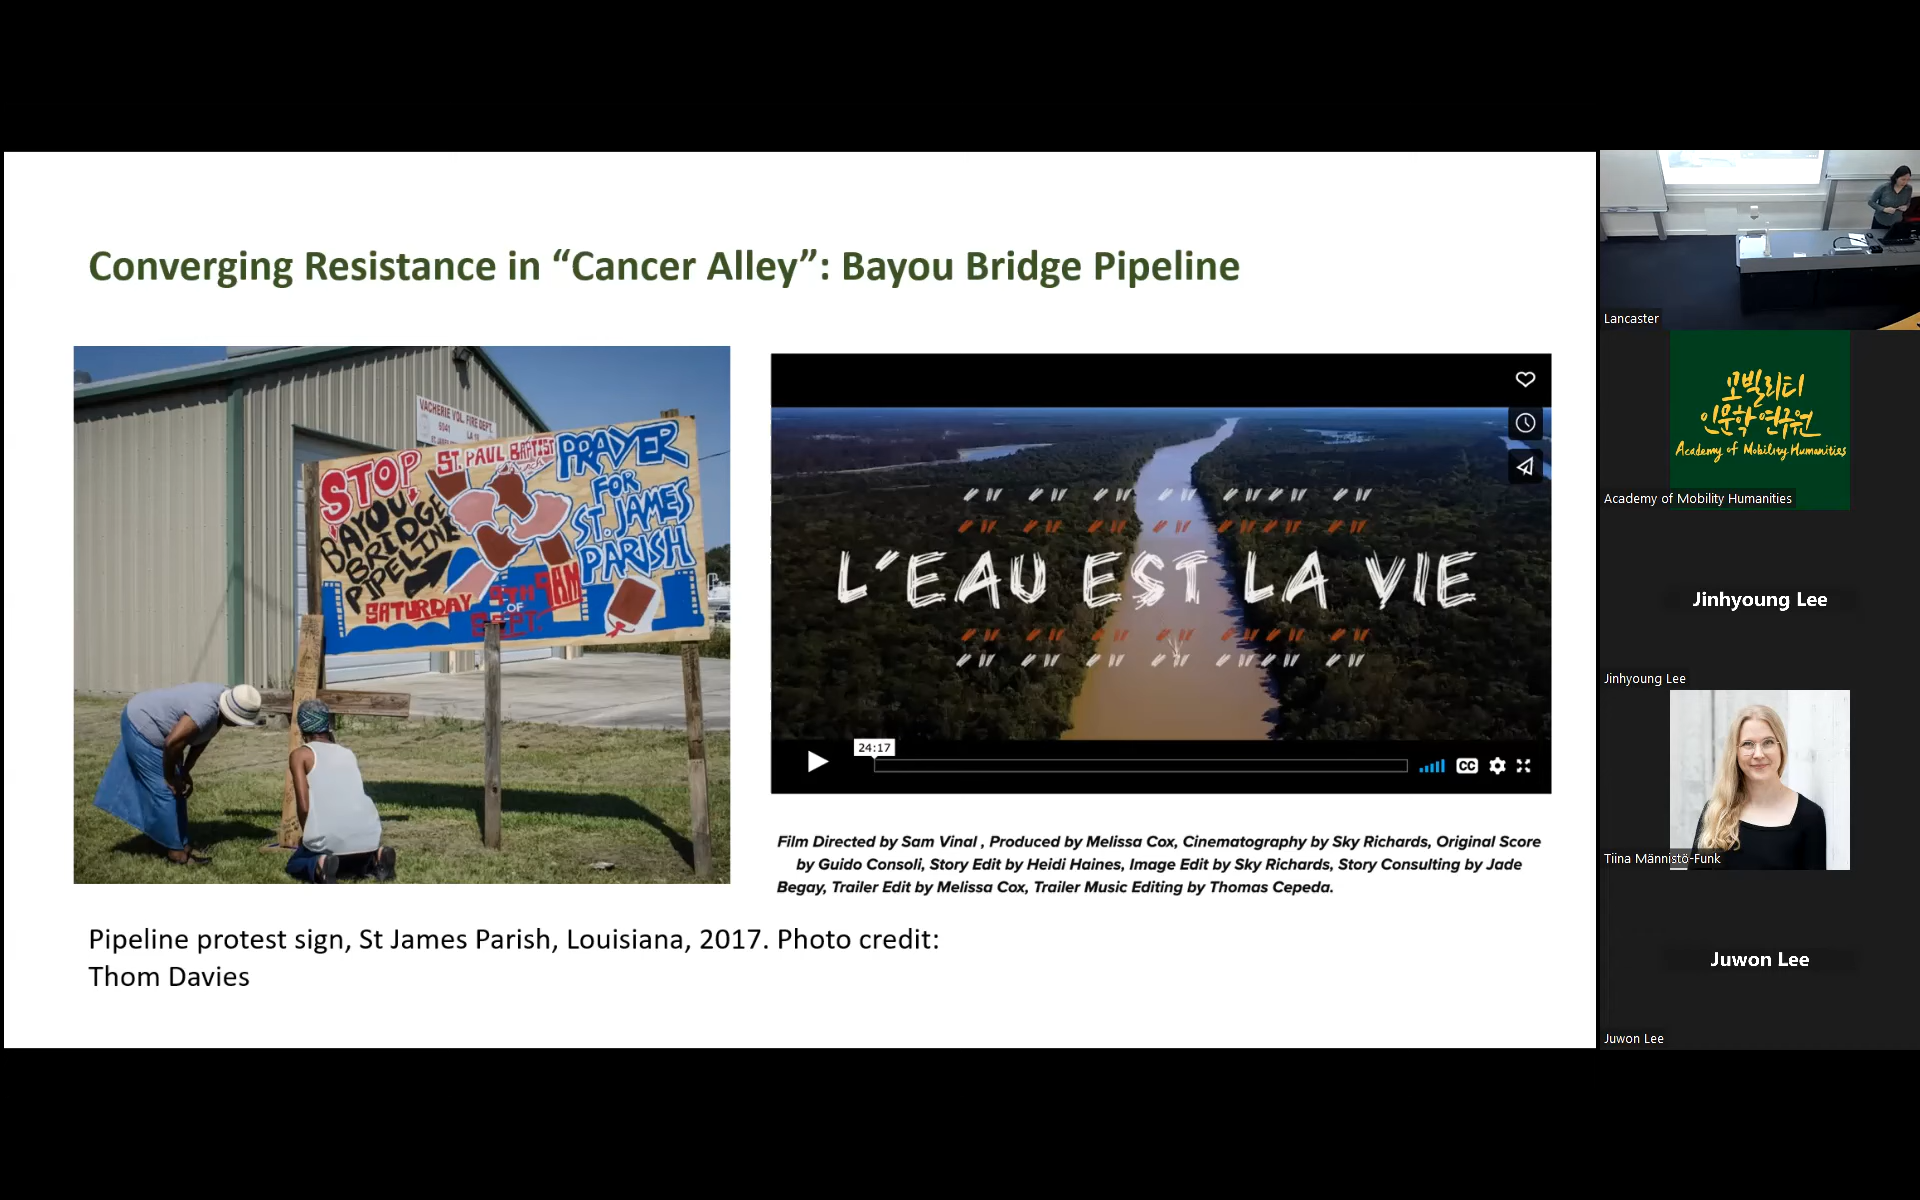 Converging Resistance in “Cancer Alley”: Bayou Bridge Pipeline
VACHERIE VOL. FIRE DEPT.
STOP
BAYOU
BRIDGE
PIPELINE
ST. PAUL BAPTIST
PRAYER
FOR
ST. JAMES
PARISH
SATURDAY
9TH
OF
SEPT.
9AM
L'EAU EST LA VIE
24:17
CC
Film Directed by Sam Vinal , Produced by Melissa Cox, Cinematography by Sky Richards, Original Score
by Guido Consoli, Story Edit by Heidi Haines, Image Edit by Sky Richards, Story Consulting by Jade
Begay, Trailer Edit by Melissa Cox, Trailer Music Editing by Thomas Cepeda.
Pipeline protest sign, St James Parish, Louisiana, 2017. Photo credit:
Thom Davies
Lancaster
모빌리티
인문학 연구원
Academy of Mobility Humanities
Academy of Mobility Humanities
Jinhyoung Lee
Jinhyoung Lee
Tiina Männistö-Funk
Juwon Lee
Juwon Lee